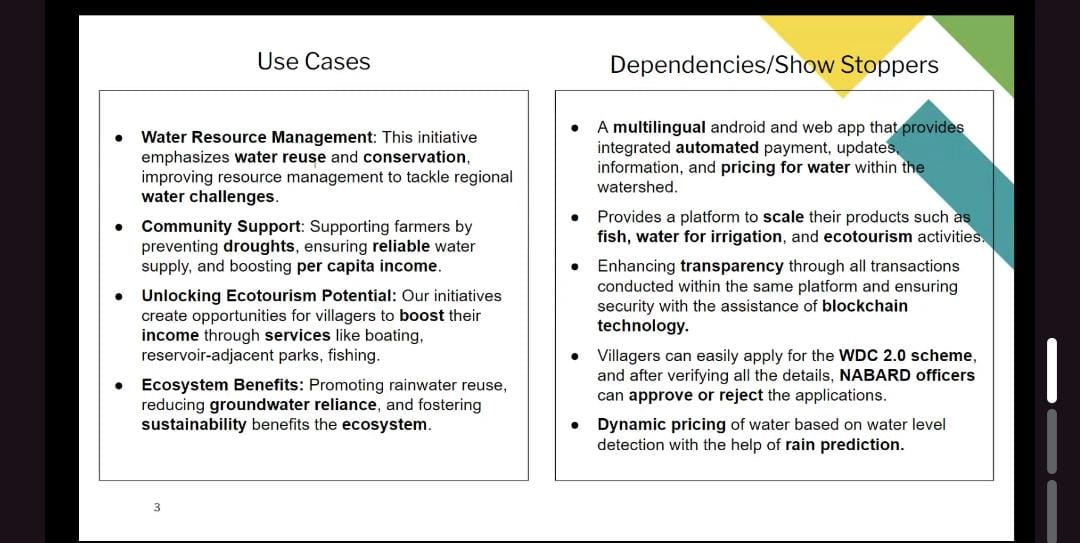 Use Cases
● Water Resource Management: This initiative
emphasizes water reuse and conservation,
improving resource management to tackle regional
water challenges.
● Community Support: Supporting farmers by
preventing droughts, ensuring reliable water
supply, and boosting per capita income.
● Unlocking Ecotourism Potential: Our initiatives
create opportunities for villagers to boost their
income through services like boating,
reservoir-adjacent parks, fishing.
● Ecosystem Benefits: Promoting rainwater reuse,
reducing groundwater reliance, and fostering
sustainability benefits the ecosystem.
Dependencies/Show Stoppers
● A multilingual android and web app that provides
integrated automated payment, updates,
information, and pricing for water within the
watershed.
● Provides a platform to scale their products such as
fish, water for irrigation, and ecotourism activities.
● Enhancing transparency through all transactions
conducted within the same platform and ensuring
security with the assistance of blockchain
technology.
● Villagers can easily apply for the WDC 2.0 scheme,
and after verifying all the details, NABARD officers
can approve or reject the applications.
● Dynamic pricing of water based on water level
detection with the help of rain prediction.
3